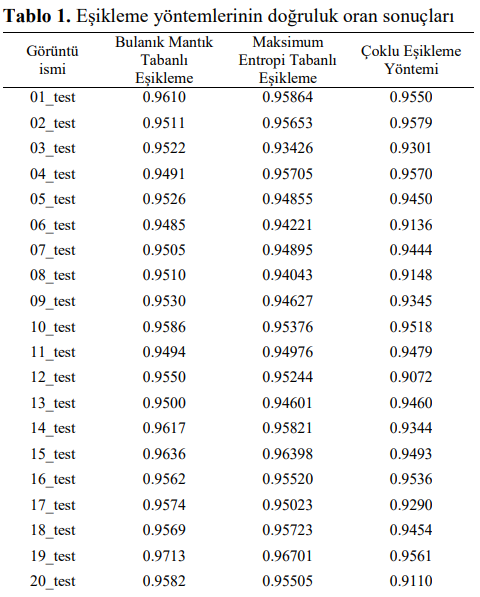 Tablo 1. Eşikleme yöntemlerinin doğruluk oran sonuçları
Görüntü ismi Bulanık Mantık Tabanlı Eşikleme Maksimum Entropi Tabanlı Eşikleme Çoklu Eşikleme Yöntemi
01_test 0.9610 0.95864 0.9550
02_test 0.9511 0.95653 0.9579
03_test 0.9522 0.93426 0.9301
04_test 0.9491 0.95705 0.9570
05_test 0.9526 0.94855 0.9450
06_test 0.9485 0.94221 0.9136
07_test 0.9505 0.94895 0.9444
08_test 0.9510 0.94043 0.9148
09_test 0.9530 0.94627 0.9345
10_test 0.9586 0.95376 0.9518
11_test 0.9494 0.94976 0.9479
12_test 0.9550 0.95244 0.9072
13_test 0.9500 0.94601 0.9460
14_test 0.9617 0.95821 0.9344
15_test 0.9636 0.96398 0.9493
16_test 0.9562 0.95520 0.9536
17_test 0.9574 0.95023 0.9290
18_test 0.9569 0.95723 0.9454
19_test 0.9713 0.96701 0.9561
20_test 0.9582 0.95505 0.9110